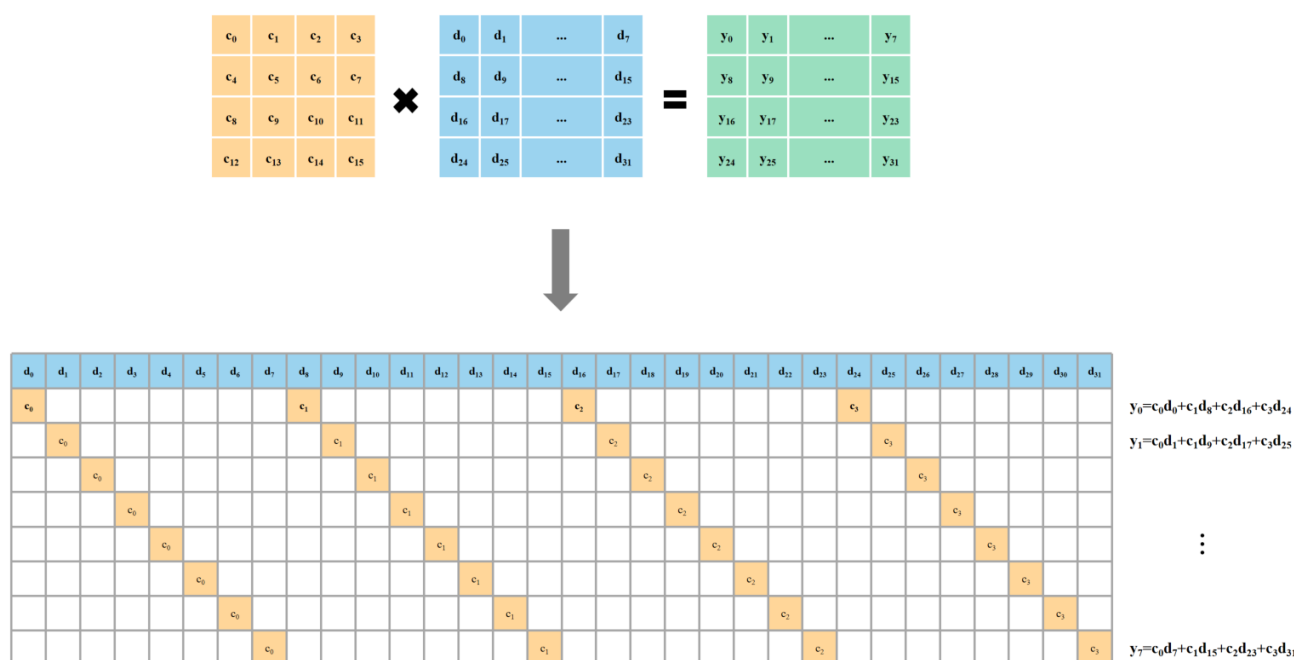 c₀ c₁ c₂ c₃ d₀ d₁ ... d₇ y₀ y₁ ... y₇
c₄ c₅ c₆ c₇ d₈ d₉ ... d₁₅ y₈ y₉ ... y₁₅
✖ =
c₈ c₉ c₁₀ c₁₁ d₁₆ d₁₇ ... d₂₃ y₁₆ y₁₇ ... y₂₃
c₁₂ c₁₃ c₁₄ c₁₅ d₂₄ d₂₅ ... d₃₁ y₂₄ y₂₅ ... y₃₁
d₀ d₁ d₂ d₃ d₄ d₅ d₆ d₇ d₈ d₉ d₁₀ d₁₁ d₁₂ d₁₃ d₁₄ d₁₅ d₁₆ d₁₇ d₁₈ d₁₉ d₂₀ d₂₁ d₂₂ d₂₃ d₂₄ d₂₅ d₂₆ d₂₇ d₂₈ d₂₉ d₃₀ d₃₁
c₀ c₁ c₂ c₃ y₀=c₀d₀+c₁d₈+c₂d₁₆+c₃d₂₄
c₀ c₁ c₂ c₃ y₁=c₀d₁+c₁d₉+c₂d₁₇+c₃d₂₅
c₀ c₁ c₂ c₃
c₀ c₁ c₂ c₃
c₀ c₁ c₂ c₃ ⋮
c₀ c₁ c₂ c₃
c₀ c₁ c₂ c₃
c₀ c₁ c₂ c₃ y₇=c₀d₇+c₁d₁₅+c₂d₂₃+c₃d₃₁